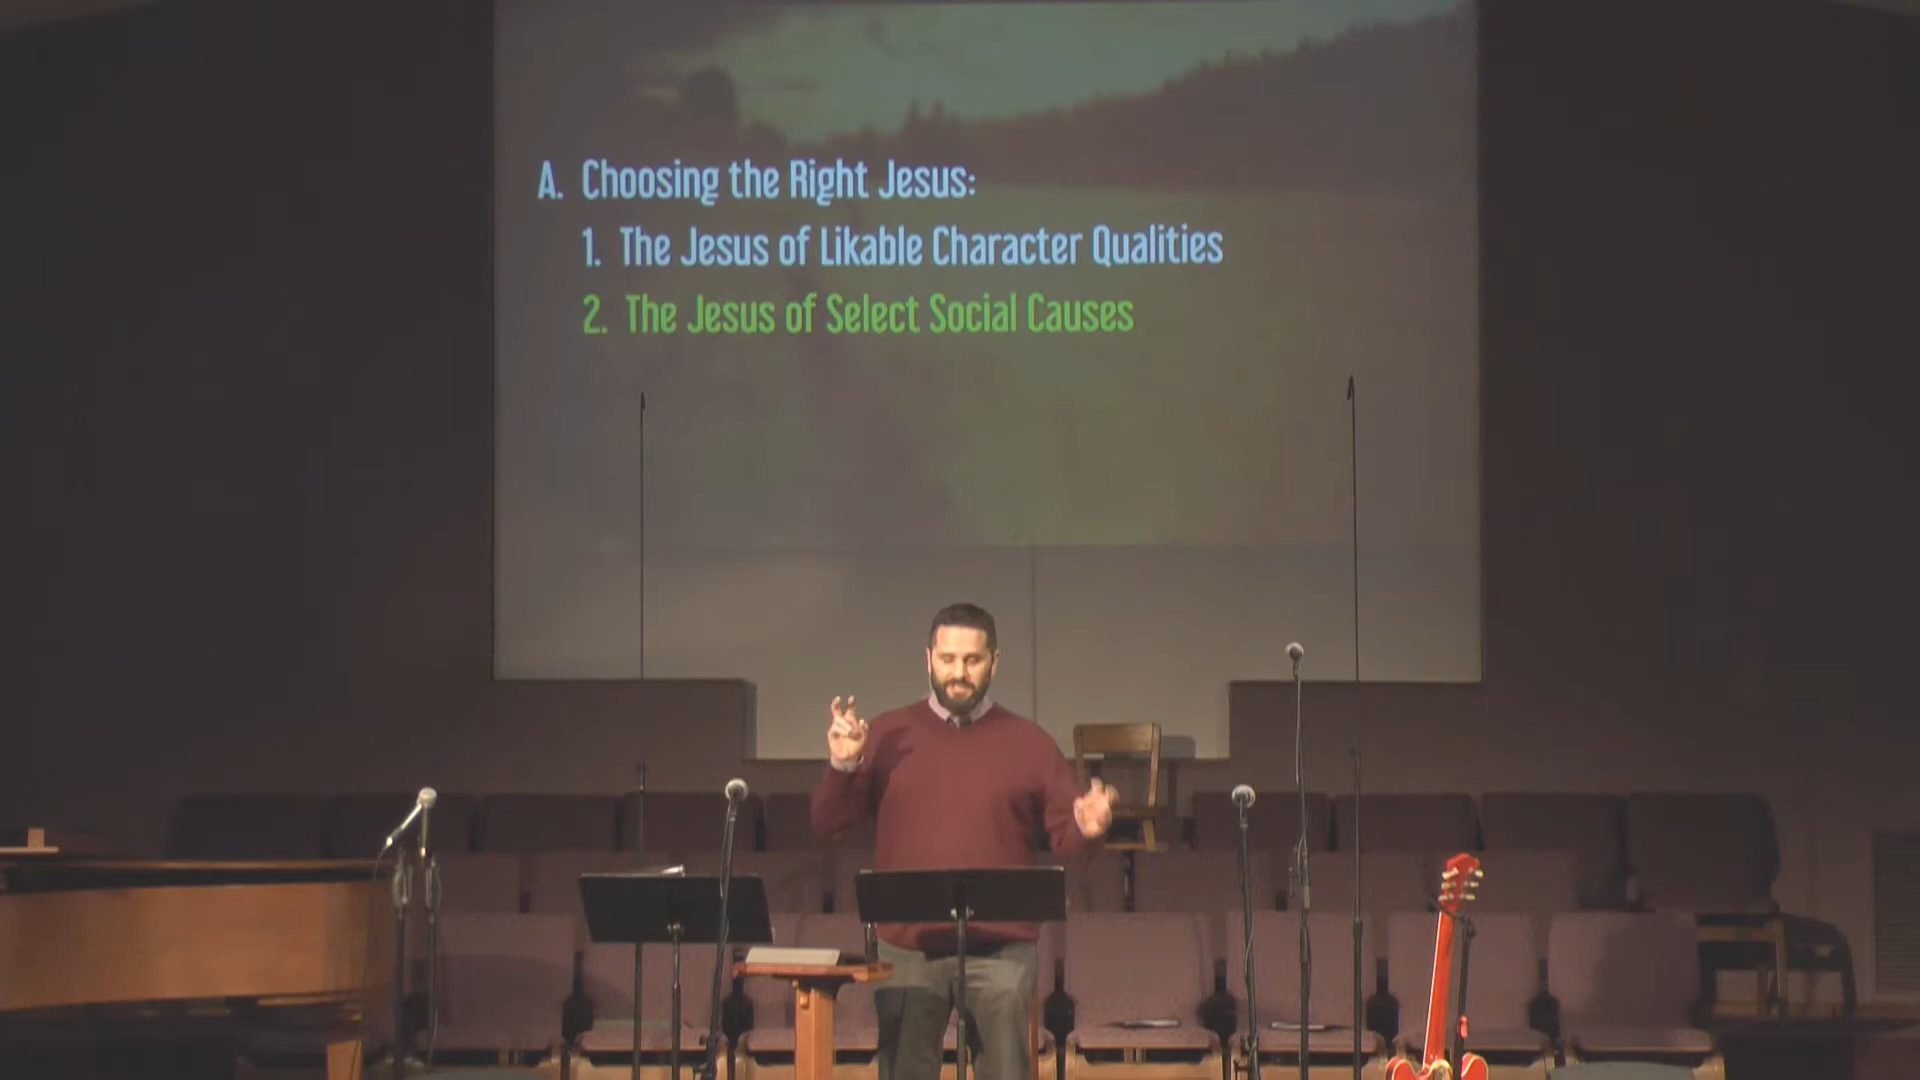 A. Choosing the Right Jesus:
1. The Jesus of Likable Character Qualities
2. The Jesus of Select Social Causes